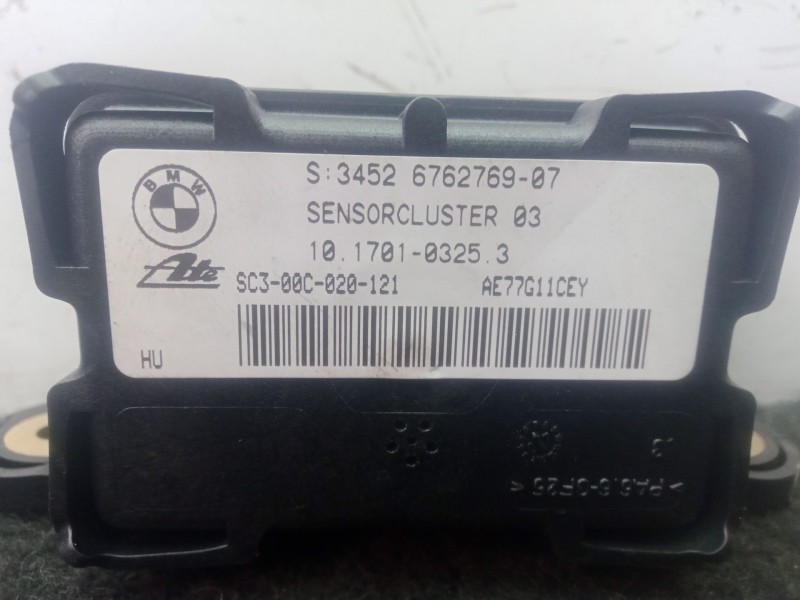 BMW
S:3452 6762769-07
SENSORCLUSTER 03
Ate
10.1701-0325.3
SC3-00C-020-121 AE77G11CEY
HU
>PA6.6-GF25<